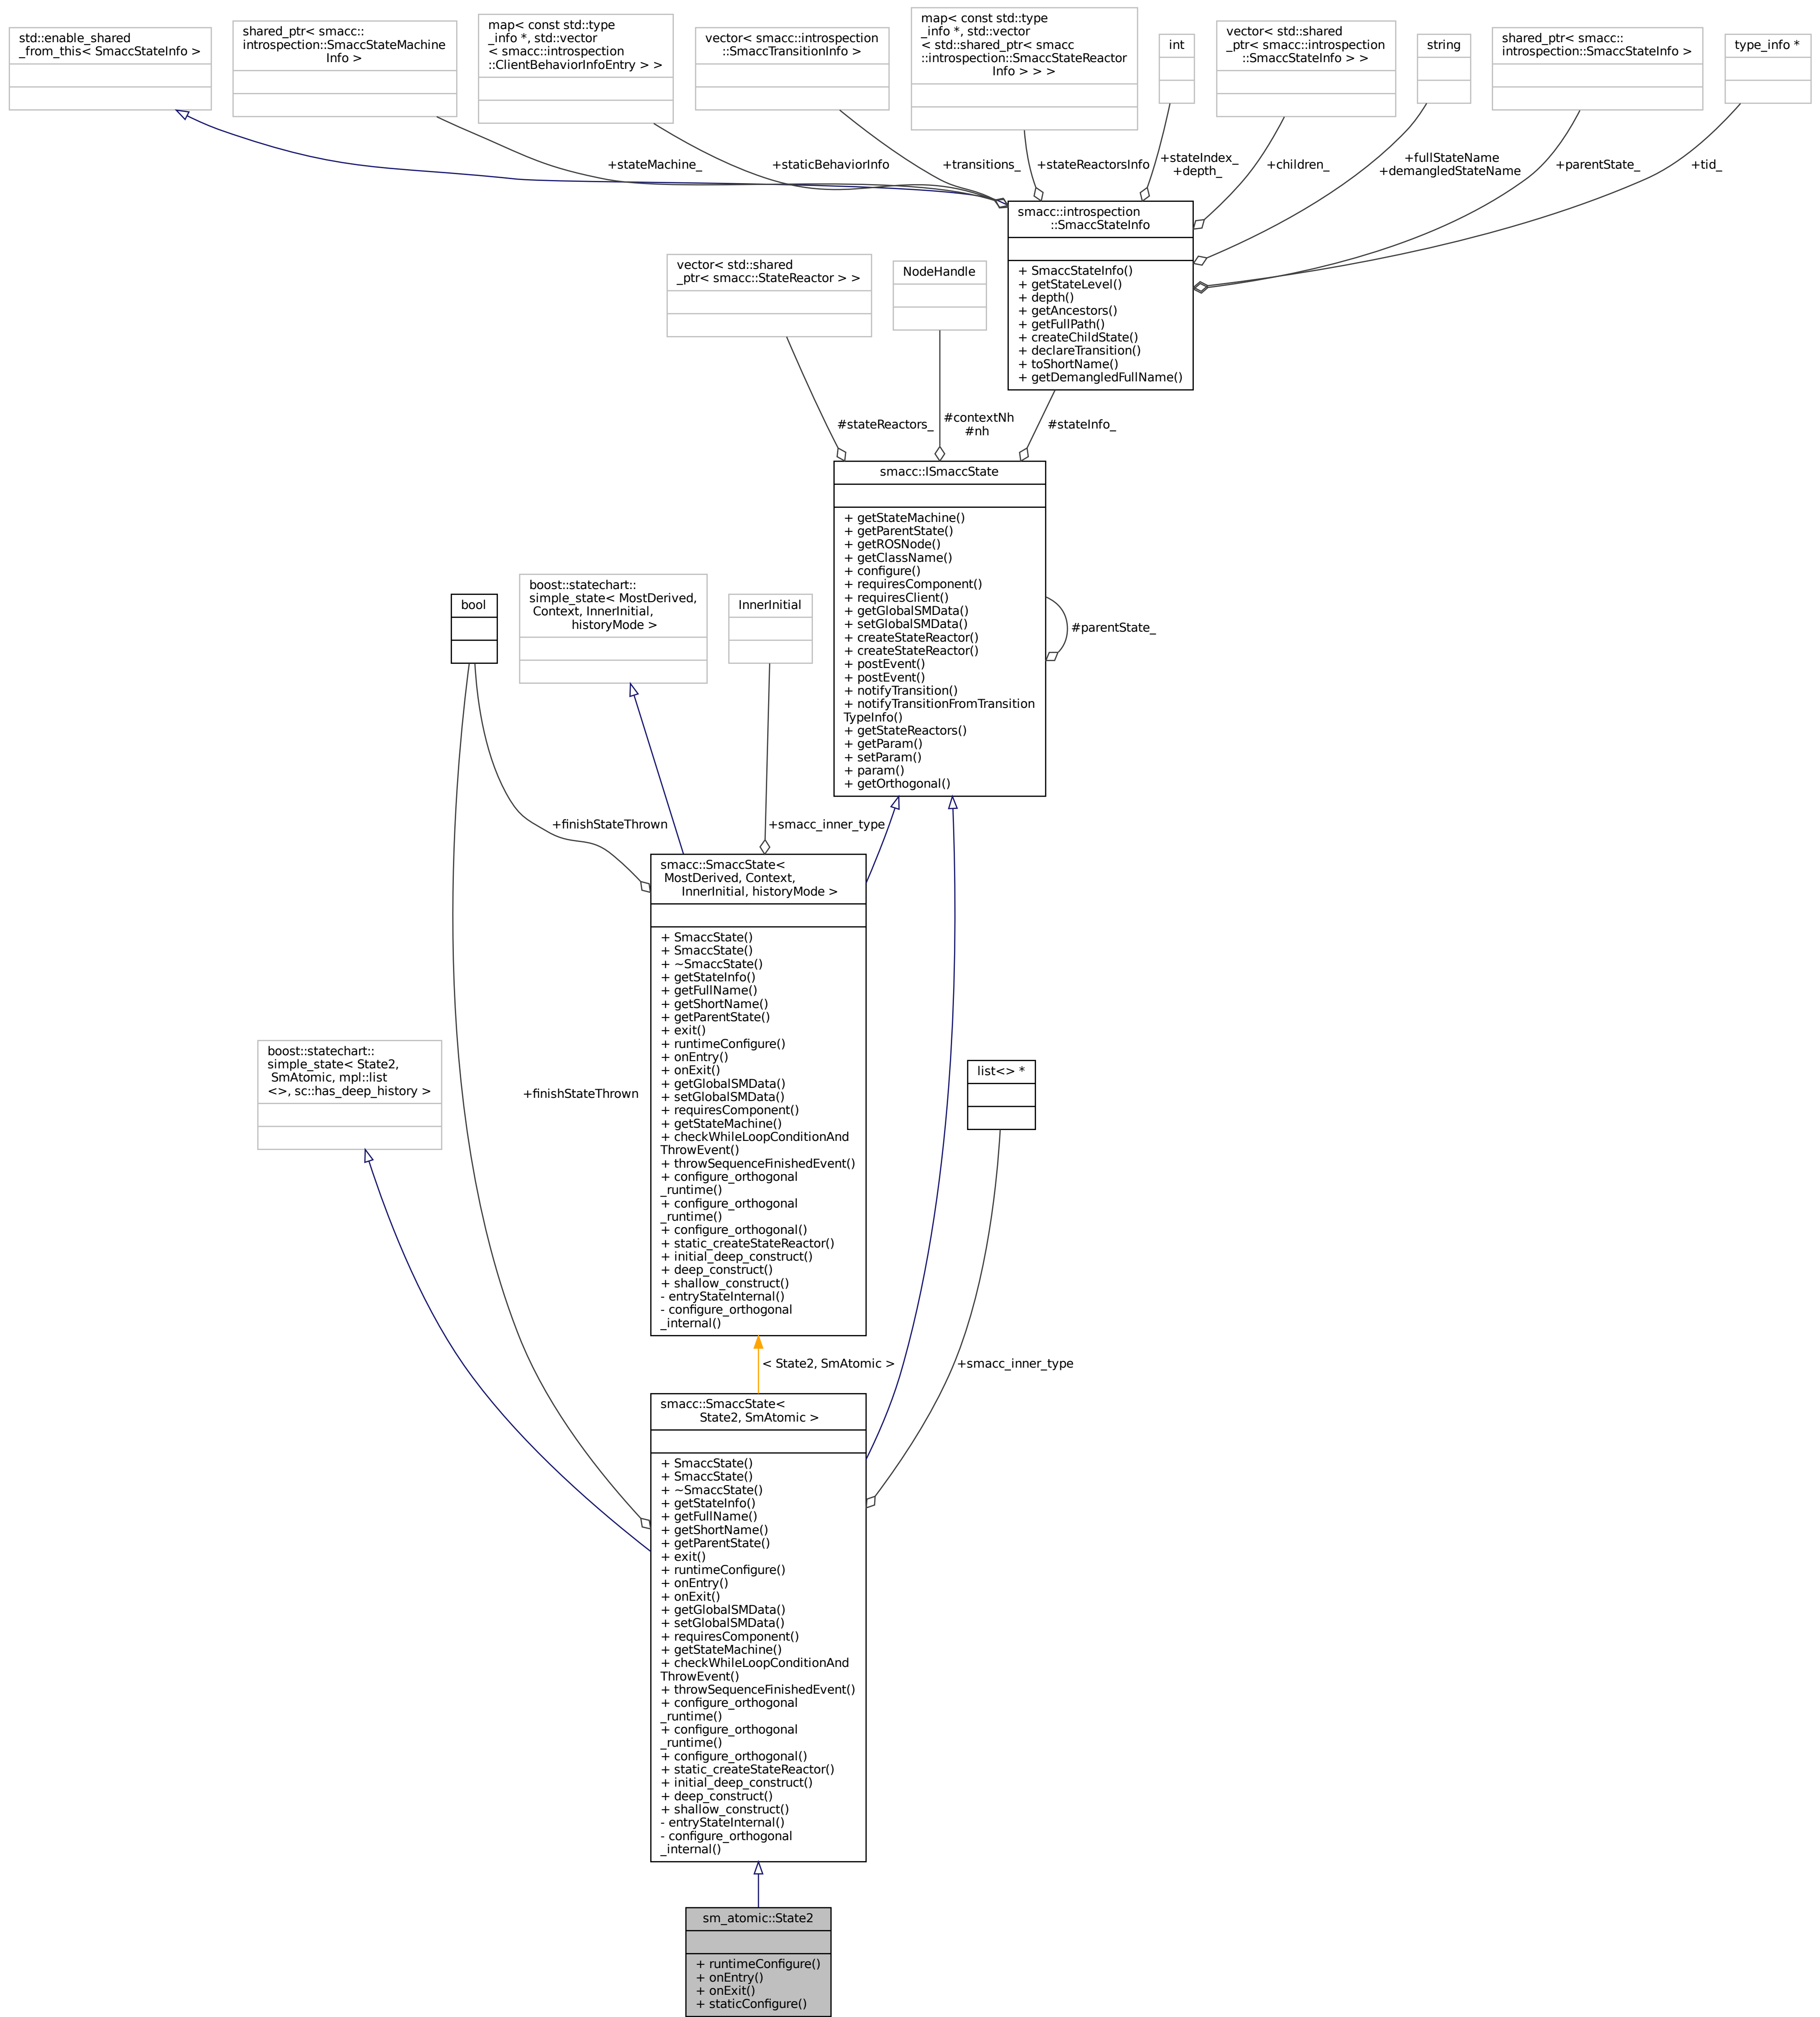 std::enable_shared
_from_this< SmaccStateInfo >
shared_ptr< smacc::
introspection::SmaccStateMachine
Info >
map< const std::type
_info *, std::vector
< smacc::introspection
::ClientBehaviorInfoEntry > >
vector< smacc::introspection
::SmaccTransitionInfo >
map< const std::type
_info *, std::vector
< std::shared_ptr< smacc
::introspection::SmaccStateReactor
Info > > >
int
vector< std::shared
_ptr< smacc::introspection
::SmaccStateInfo > >
string
shared_ptr< smacc::
introspection::SmaccStateInfo >
type_info *
+stateMachine_
+staticBehaviorInfo
+transitions_
+stateReactorsInfo
+stateIndex_
+depth_
+children_
+fullStateName
+demangledStateName
+parentState_
+tid_
smacc::introspection
::SmaccStateInfo
+ SmaccStateInfo()
+ getStateLevel()
+ depth()
+ getAncestors()
+ getFullPath()
+ createChildState()
+ declareTransition()
+ toShortName()
+ getDemangledFullName()
vector< std::shared
_ptr< smacc::StateReactor > >
NodeHandle
#stateReactors_
#contextNh
#nh
#stateInfo_
smacc::ISmaccState
+ getStateMachine()
+ getParentState()
+ getROSNode()
+ getClassName()
+ configure()
+ requiresComponent()
+ requiresClient()
+ getGlobalSMData()
+ setGlobalSMData()
+ createStateReactor()
+ createStateReactor()
+ postEvent()
+ postEvent()
+ notifyTransition()
+ notifyTransitionFromTransition
TypeInfo()
+ getStateReactors()
+ getParam()
+ setParam()
+ param()
+ getOrthogonal()
#parentState_
bool
boost::statechart::
simple_state< MostDerived,
Context, InnerInitial,
historyMode >
InnerInitial
+finishStateThrown
+smacc_inner_type
smacc::SmaccState<
MostDerived, Context,
InnerInitial, historyMode >
+ SmaccState()
+ SmaccState()
+ ~SmaccState()
+ getStateInfo()
+ getFullName()
+ getShortName()
+ getParentState()
+ exit()
+ runtimeConfigure()
+ onEntry()
+ onExit()
+ getGlobalSMData()
+ setGlobalSMData()
+ requiresComponent()
+ getStateMachine()
+ checkWhileLoopConditionAnd
ThrowEvent()
+ throwSequenceFinishedEvent()
+ configure_orthogonal
_runtime()
+ configure_orthogonal
_runtime()
+ configure_orthogonal()
+ static_createStateReactor()
+ initial_deep_construct()
+ deep_construct()
+ shallow_construct()
- entryStateInternal()
- configure_orthogonal
_internal()
boost::statechart::
simple_state< State2,
SmAtomic, mpl::list
<>, sc::has_deep_history >
+finishStateThrown
list<> *
< State2, SmAtomic >
+smacc_inner_type
smacc::SmaccState<
State2, SmAtomic >
+ SmaccState()
+ SmaccState()
+ ~SmaccState()
+ getStateInfo()
+ getFullName()
+ getShortName()
+ getParentState()
+ exit()
+ runtimeConfigure()
+ onEntry()
+ onExit()
+ getGlobalSMData()
+ setGlobalSMData()
+ requiresComponent()
+ getStateMachine()
+ checkWhileLoopConditionAnd
ThrowEvent()
+ throwSequenceFinishedEvent()
+ configure_orthogonal
_runtime()
+ configure_orthogonal
_runtime()
+ configure_orthogonal()
+ static_createStateReactor()
+ initial_deep_construct()
+ deep_construct()
+ shallow_construct()
- entryStateInternal()
- configure_orthogonal
_internal()
sm_atomic::State2
+ runtimeConfigure()
+ onEntry()
+ onExit()
+ staticConfigure()